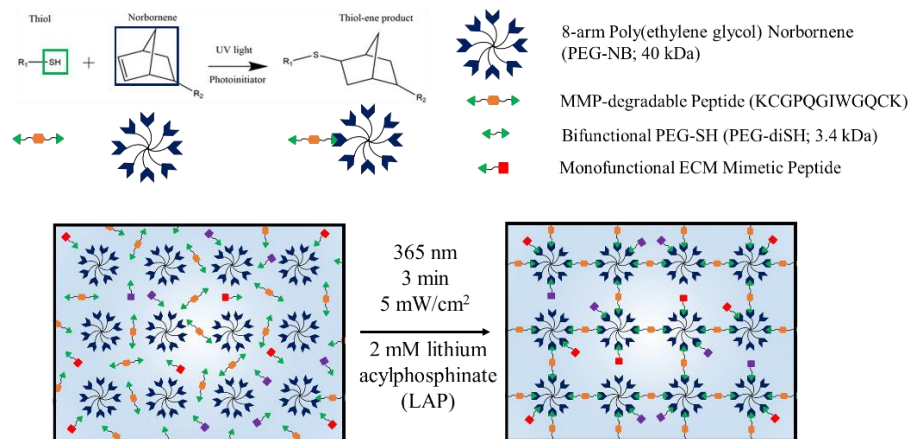 Thiol
Norbornene
Thiol-ene product
R₁
SH
+
UV light
Photoinitiator
R₂
R₁
S
R₂
8-arm Poly(ethylene glycol) Norbornene
(PEG-NB; 40 kDa)
MMP-degradable Peptide (KCGPQGIWGQCK)
Bifunctional PEG-SH (PEG-diSH; 3.4 kDa)
Monofunctional ECM Mimetic Peptide
365 nm
3 min
5 mW/cm²
2 mM lithium
acylphosphinate
(LAP)